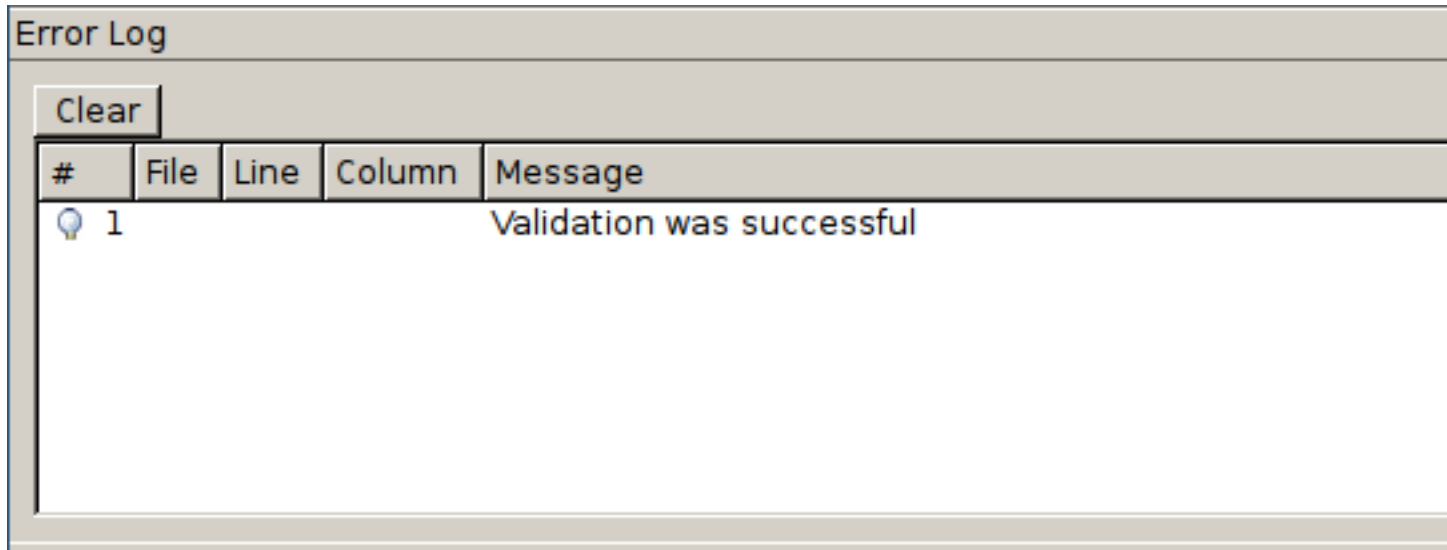 Error Log
Clear
# File Line Column Message
1 Validation was successful